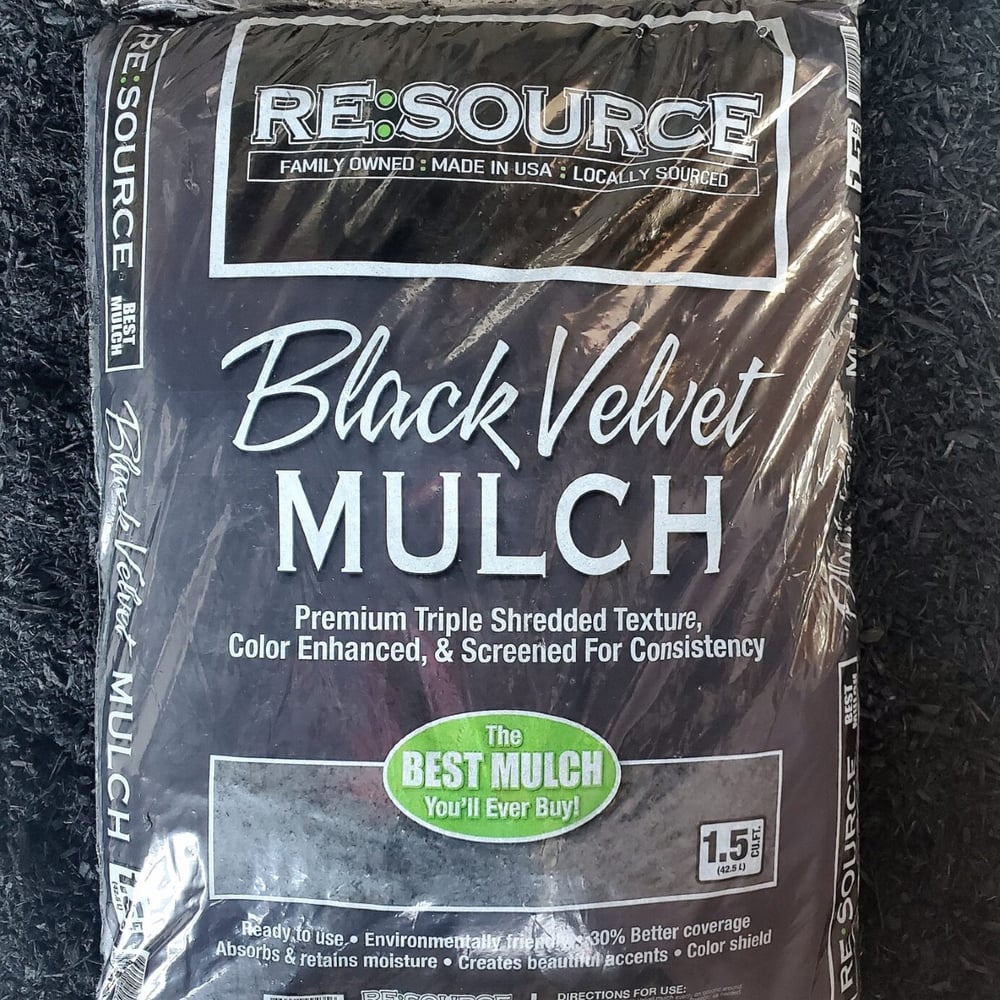 RE:SOURCE
FAMILY OWNED : MADE IN USA : LOCALLY SOURCED
Black Velvet
MULCH
Premium Triple Shredded Texture,
Color Enhanced, & Screened For Consistency
The
BEST MULCH
You'll Ever Buy!
1.5 CU.FT.
(42.5 L)
Ready to use • Environmentally friendly • 30% Better coverage
Absorbs & retains moisture • Creates beautiful accents • Color shield
RE:SOURCE
DIRECTIONS FOR USE:
RE:SOURCE
BEST
MULCH
Black Velvet MULCH
RE:SOURCE
BEST
MULCH
MULCH